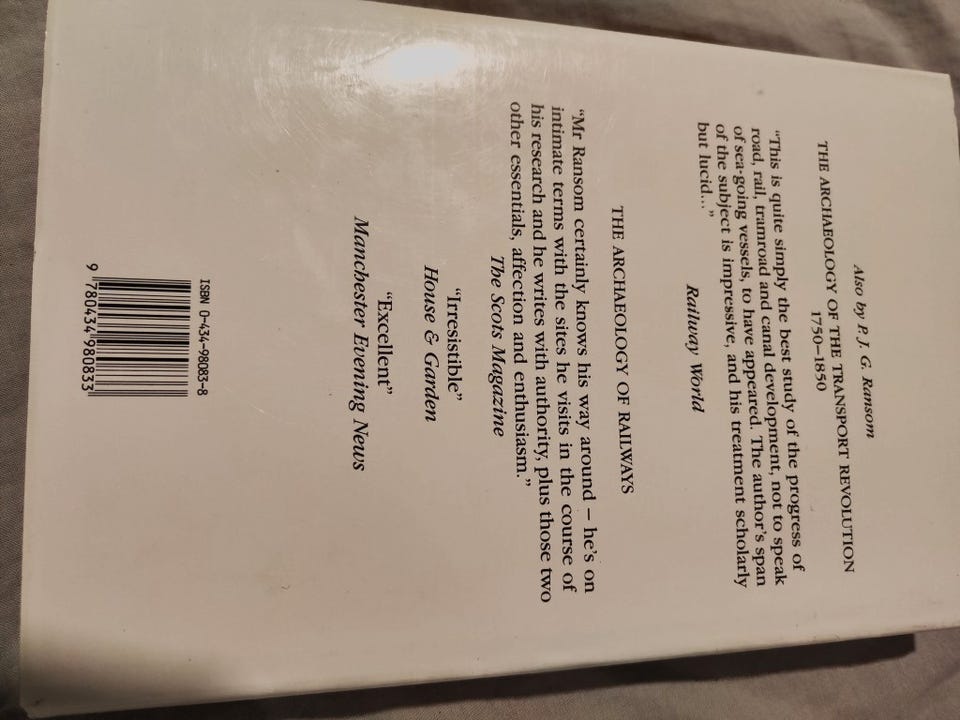 Also by P. J. G. Ransom
THE ARCHAEOLOGY OF THE TRANSPORT REVOLUTION
1750–1850
“This is quite simply the best study of the progress of
road, rail, tramroad and canal development, not to speak
of sea-going vessels, to have appeared. The author’s span
of the subject is impressive, and his treatment scholarly
but lucid...”
Railway World
THE ARCHAEOLOGY OF RAILWAYS
“Mr Ransom certainly knows his way around – he’s on
intimate terms with the sites he visits in the course of
his research and he writes with authority, plus those two
other essentials, affection and enthusiasm.”
The Scots Magazine
“Irresistible”
House & Garden
“Excellent”
Manchester Evening News
ISBN 0-434-98083-8
9 780434 980833